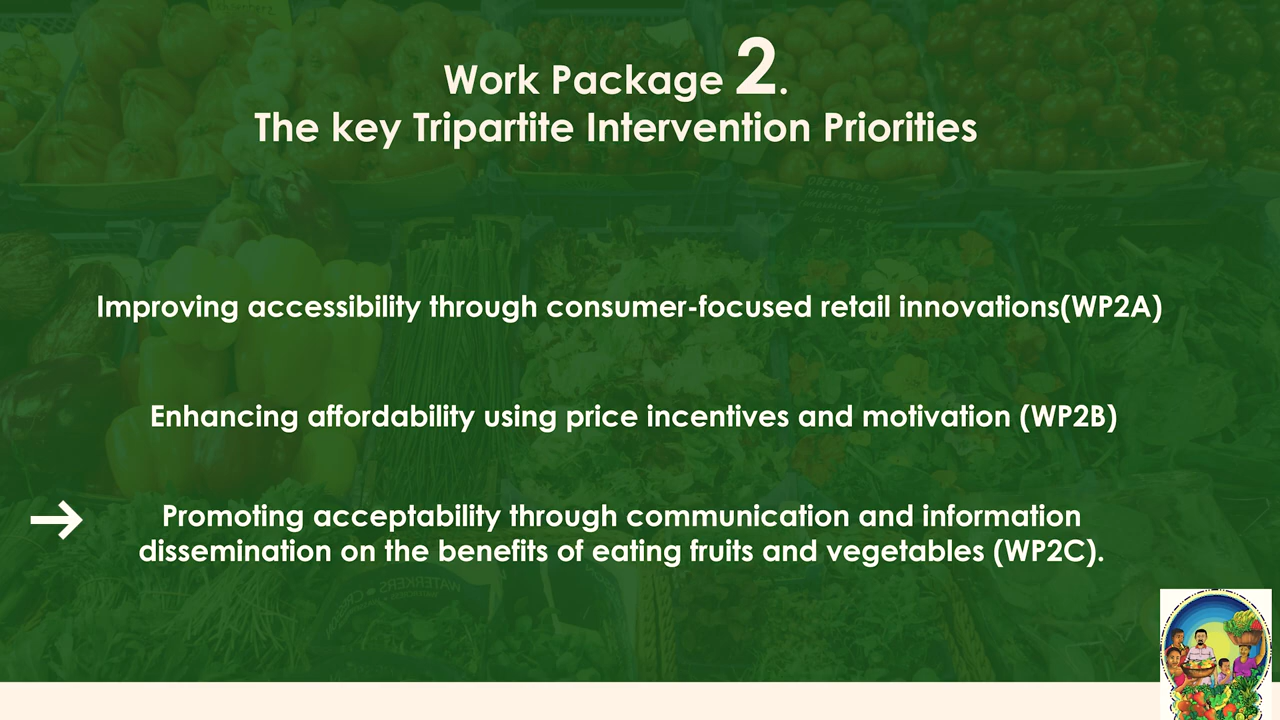 Work Package 2.
The key Tripartite Intervention Priorities
Improving accessibility through consumer-focused retail innovations(WP2A)
Enhancing affordability using price incentives and motivation (WP2B)
→ Promoting acceptability through communication and information
dissemination on the benefits of eating fruits and vegetables (WP2C).